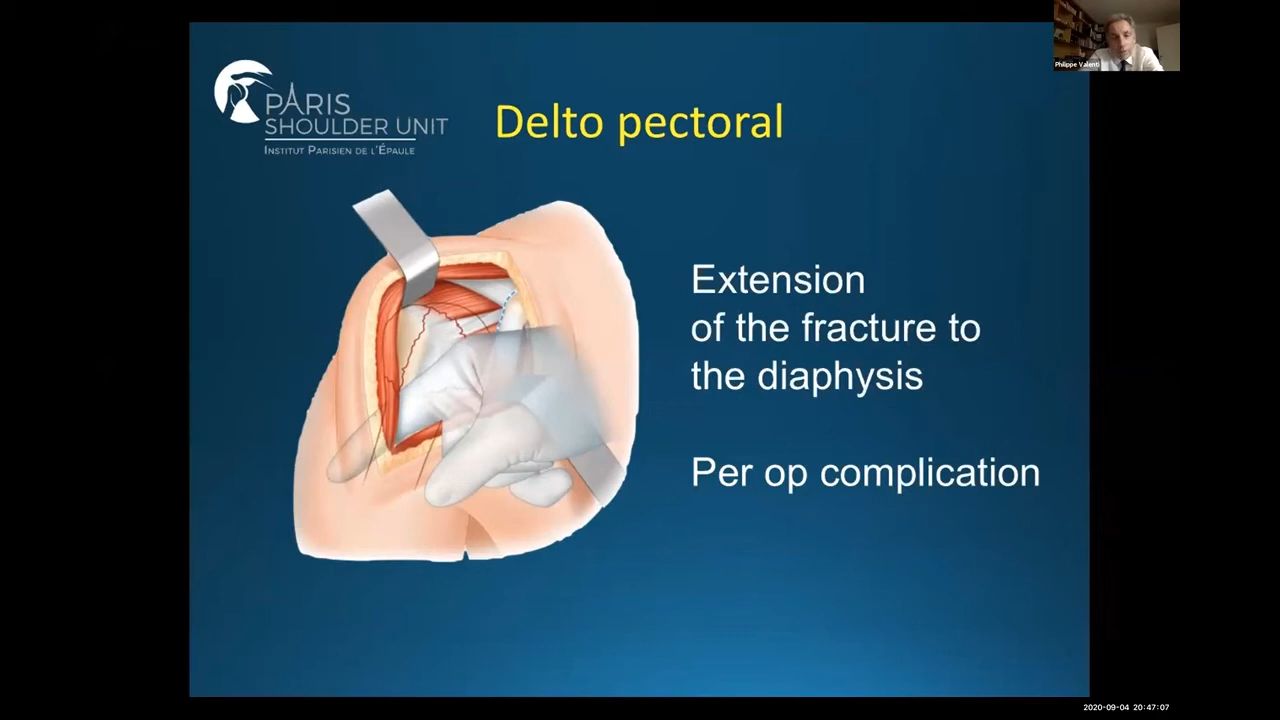 Philippe Valenti
PARIS
SHOULDER UNIT
INSTITUT PARISIEN DE L'ÉPAULE
Delto pectoral
Extension
of the fracture to
the diaphysis
Per op complication
2020-09-04 20:47:07